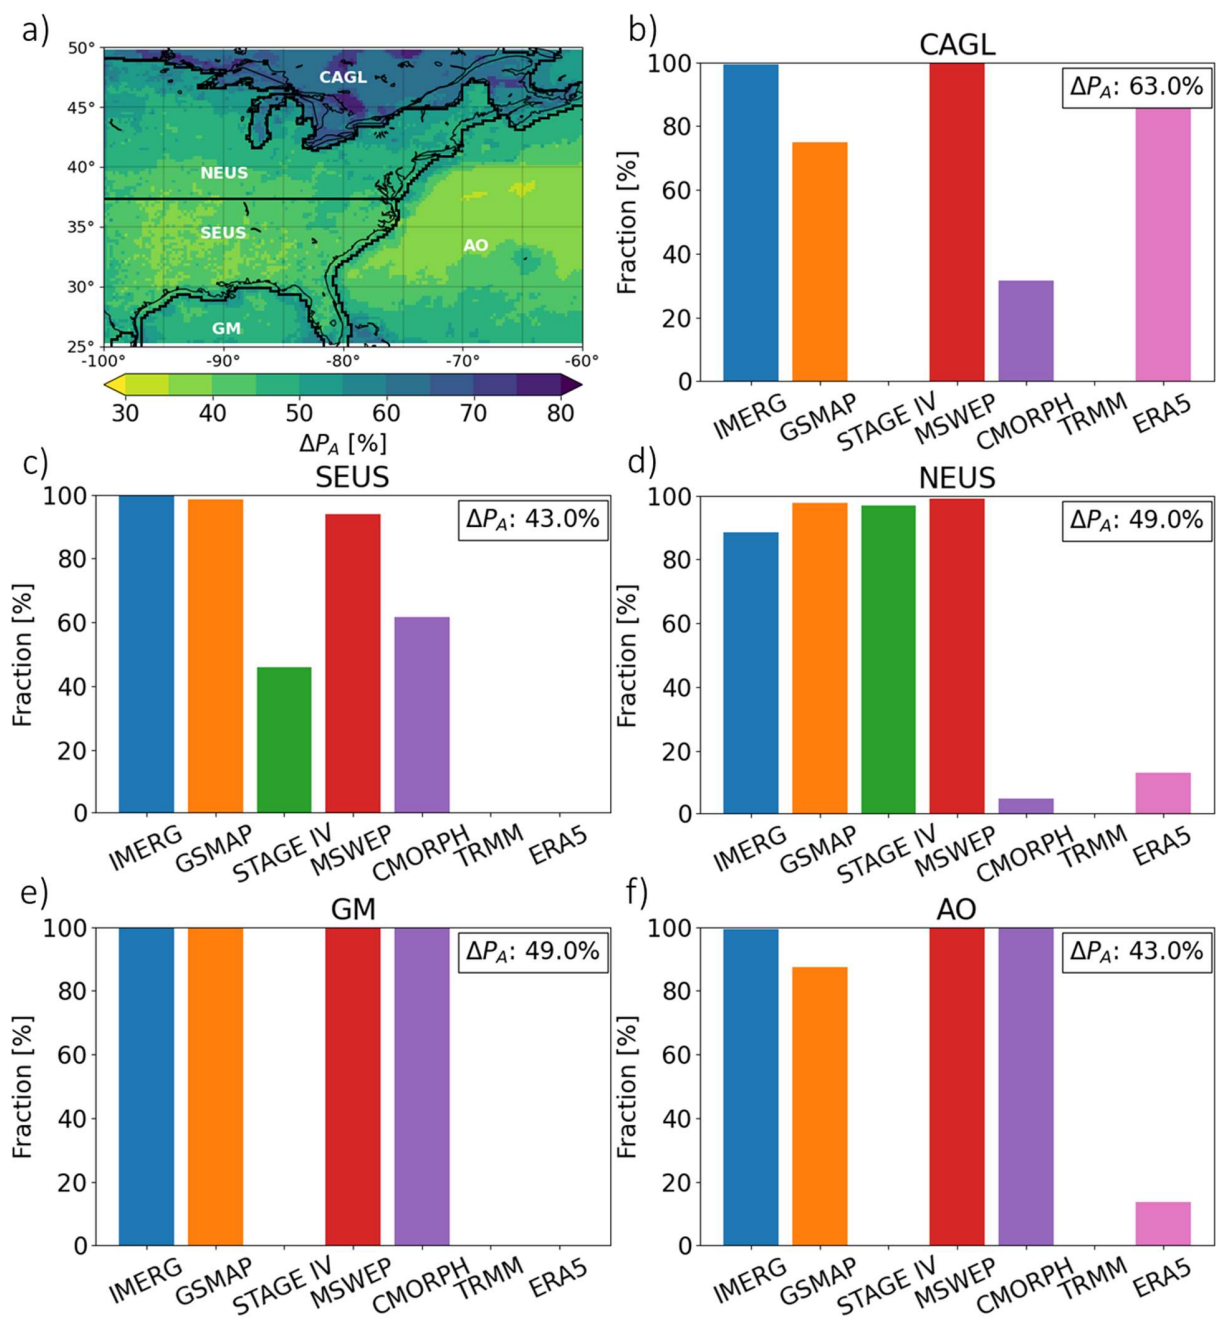 a)
50°
45°
40°
35°
30°
25°
CAGL
NEUS
SEUS
AO
GM
-100° -90° -80° -70° -60°
30 40 50 60 70 80
ΔP_A [%]
b)
CAGL
ΔP_A: 63.0%
Fraction [%]
100
80
60
40
20
0
IMERG GSMAP STAGE IV MSWEP CMORPH TRMM ERA5
c)
SEUS
ΔP_A: 43.0%
Fraction [%]
100
80
60
40
20
0
IMERG GSMAP STAGE IV MSWEP CMORPH TRMM ERA5
d)
NEUS
ΔP_A: 49.0%
Fraction [%]
100
80
60
40
20
0
IMERG GSMAP STAGE IV MSWEP CMORPH TRMM ERA5
e)
GM
ΔP_A: 49.0%
Fraction [%]
100
80
60
40
20
0
IMERG GSMAP STAGE IV MSWEP CMORPH TRMM ERA5
f)
AO
ΔP_A: 43.0%
Fraction [%]
100
80
60
40
20
0
IMERG GSMAP STAGE IV MSWEP CMORPH TRMM ERA5